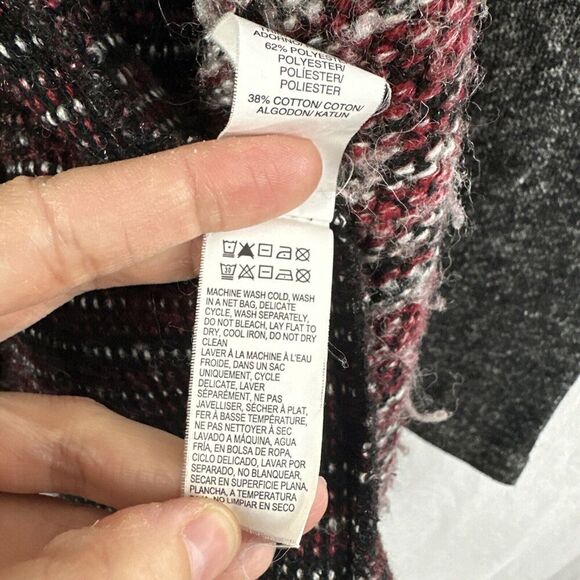 62% POLYESTER/
POLYESTER/
POLIÉSTER/
POLIESTER
38% COTTON/ COTON/
ALGODON/ KATUN
MACHINE WASH COLD, WASH
IN A NET BAG, DELICATE
CYCLE, WASH SEPARATELY,
DO NOT BLEACH, LAY FLAT TO
DRY, COOL IRON, DO NOT DRY
CLEAN
LAVER À LA MACHINE À L'EAU
FROIDE, DANS UN SAC
UNIQUEMENT, CYCLE
DELICATE, LAVER
SÉPARÉMENT, NE PAS
JAVELLISER, SÉCHER À PLAT,
FER À BASSE TEMPÉRATURE,
NE PAS NETTOYER À SEC
LAVADO A MÁQUINA, AGUA
FRÍA, EN BOLSA DE ROPA,
CICLO DELICADO, LAVAR POR
SEPARADO, NO BLANQUEAR,
SECAR EN SUPERFICIE PLANA,
PLANCHA, A TEMPERATURA
NO LIMPIAR EN SECO